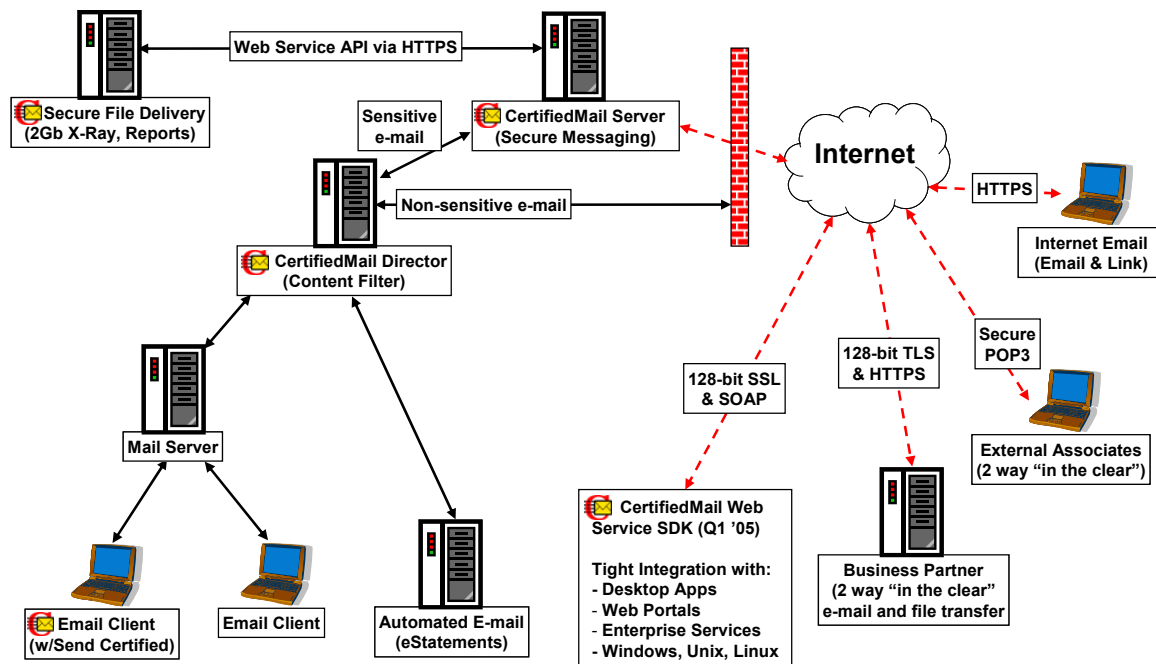 Web Service API via HTTPS
Secure File Delivery
(2Gb X-Ray, Reports)
Sensitive
e-mail
CertifiedMail Server
(Secure Messaging)
Internet
Non-sensitive e-mail
HTTPS
Internet Email
(Email & Link)
CertifiedMail Director
(Content Filter)
Secure
POP3
128-bit TLS
& HTTPS
128-bit SSL
& SOAP
External Associates
(2 way “in the clear”)
Mail Server
CertifiedMail Web
Service SDK (Q1 ’05)
Tight Integration with:
- Desktop Apps
- Web Portals
- Enterprise Services
- Windows, Unix, Linux
Business Partner
(2 way “in the clear”
e-mail and file transfer
Email Client
(w/Send Certified)
Email Client
Automated E-mail
(eStatements)